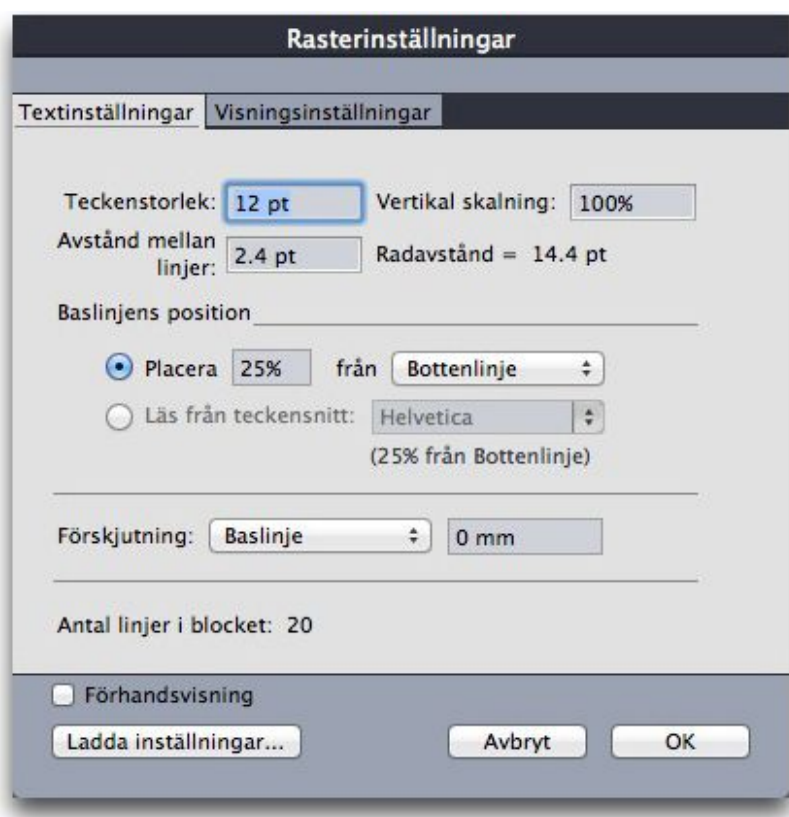 Rasterinställningar
Textinställningar Visningsinställningar
Teckenstorlek: 12 pt Vertikal skalning: 100%
Avstånd mellan
linjer: 2.4 pt Radavstånd = 14.4 pt
Baslinjens position
Placera 25% från Bottenlinje
Läs från teckensnitt: Helvetica
(25% från Bottenlinje)
Förskjutning: Baslinje 0 mm
Antal linjer i blocket: 20
Förhandsvisning
Ladda inställningar... Avbryt OK